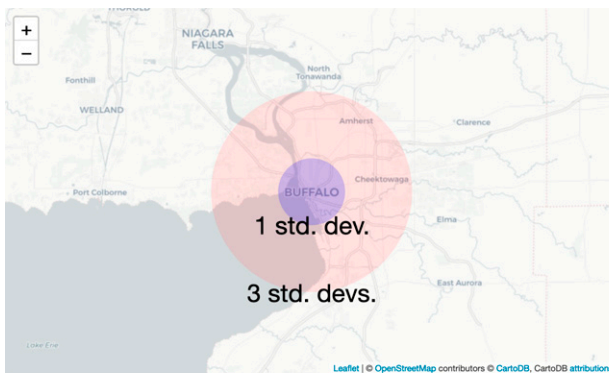 THOROLD
+
−
NIAGARA
FALLS
North
Tonawanda
Fonthill
WELLAND
Amherst
Clarence
Cheektowaga
Port Colborne
BUFFALO
Elma
1 std. dev.
East Aurora
3 std. devs.
Lake Erie
Leaflet | © OpenStreetMap contributors © CartoDB, CartoDB attribution